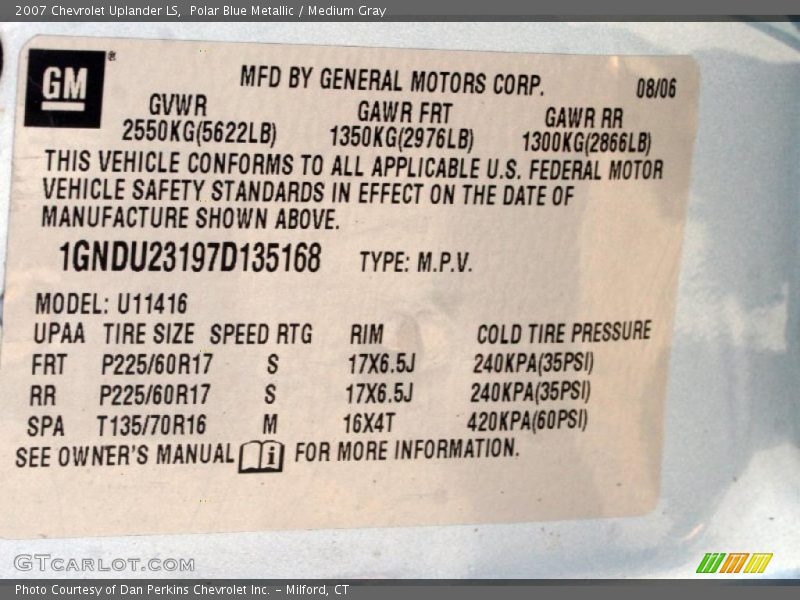 2007 Chevrolet Uplander LS,  Polar Blue Metallic / Medium Gray
GM ®
MFD BY GENERAL MOTORS CORP. 08/06
GVWR GAWR FRT GAWR RR
2550KG(5622LB) 1350KG(2976LB) 1300KG(2866LB)
THIS VEHICLE CONFORMS TO ALL APPLICABLE U.S. FEDERAL MOTOR
VEHICLE SAFETY STANDARDS IN EFFECT ON THE DATE OF
MANUFACTURE SHOWN ABOVE.
1GNDU23197D135168 TYPE: M.P.V.
MODEL: U11416
UPAA TIRE SIZE SPEED RTG RIM COLD TIRE PRESSURE
FRT P225/60R17 S 17X6.5J 240KPA(35PSI)
RR P225/60R17 S 17X6.5J 240KPA(35PSI)
SPA T135/70R16 M 16X4T 420KPA(60PSI)
SEE OWNER'S MANUAL i FOR MORE INFORMATION.
GTCARLOT.COM
Photo Courtesy of Dan Perkins Chevrolet Inc. – Milford, CT